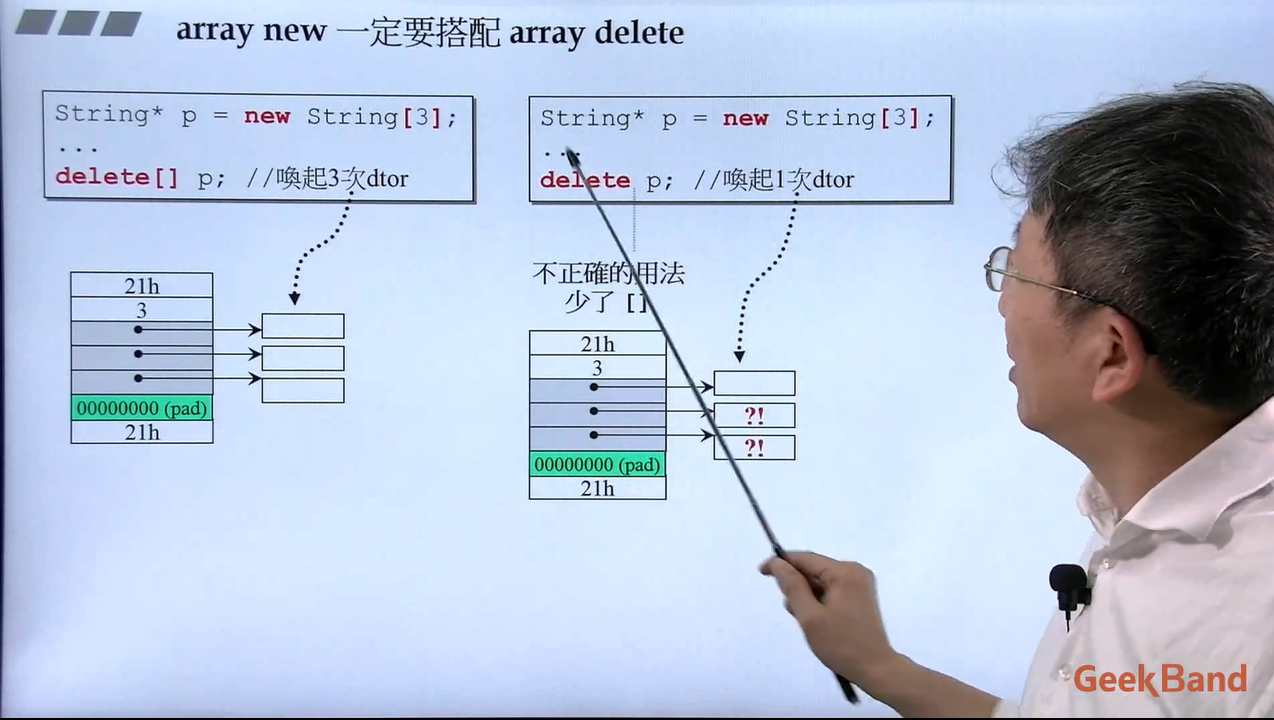 array new 一定要搭配 array delete
String* p = new String[3];
...
delete[] p; //喚起3次dtor
21h
3
00000000 (pad)
21h
String* p = new String[3];
...
delete p; //喚起1次dtor
不正確的用法
少了 []
21h
3
?!
?!
00000000 (pad)
21h
GeekBand